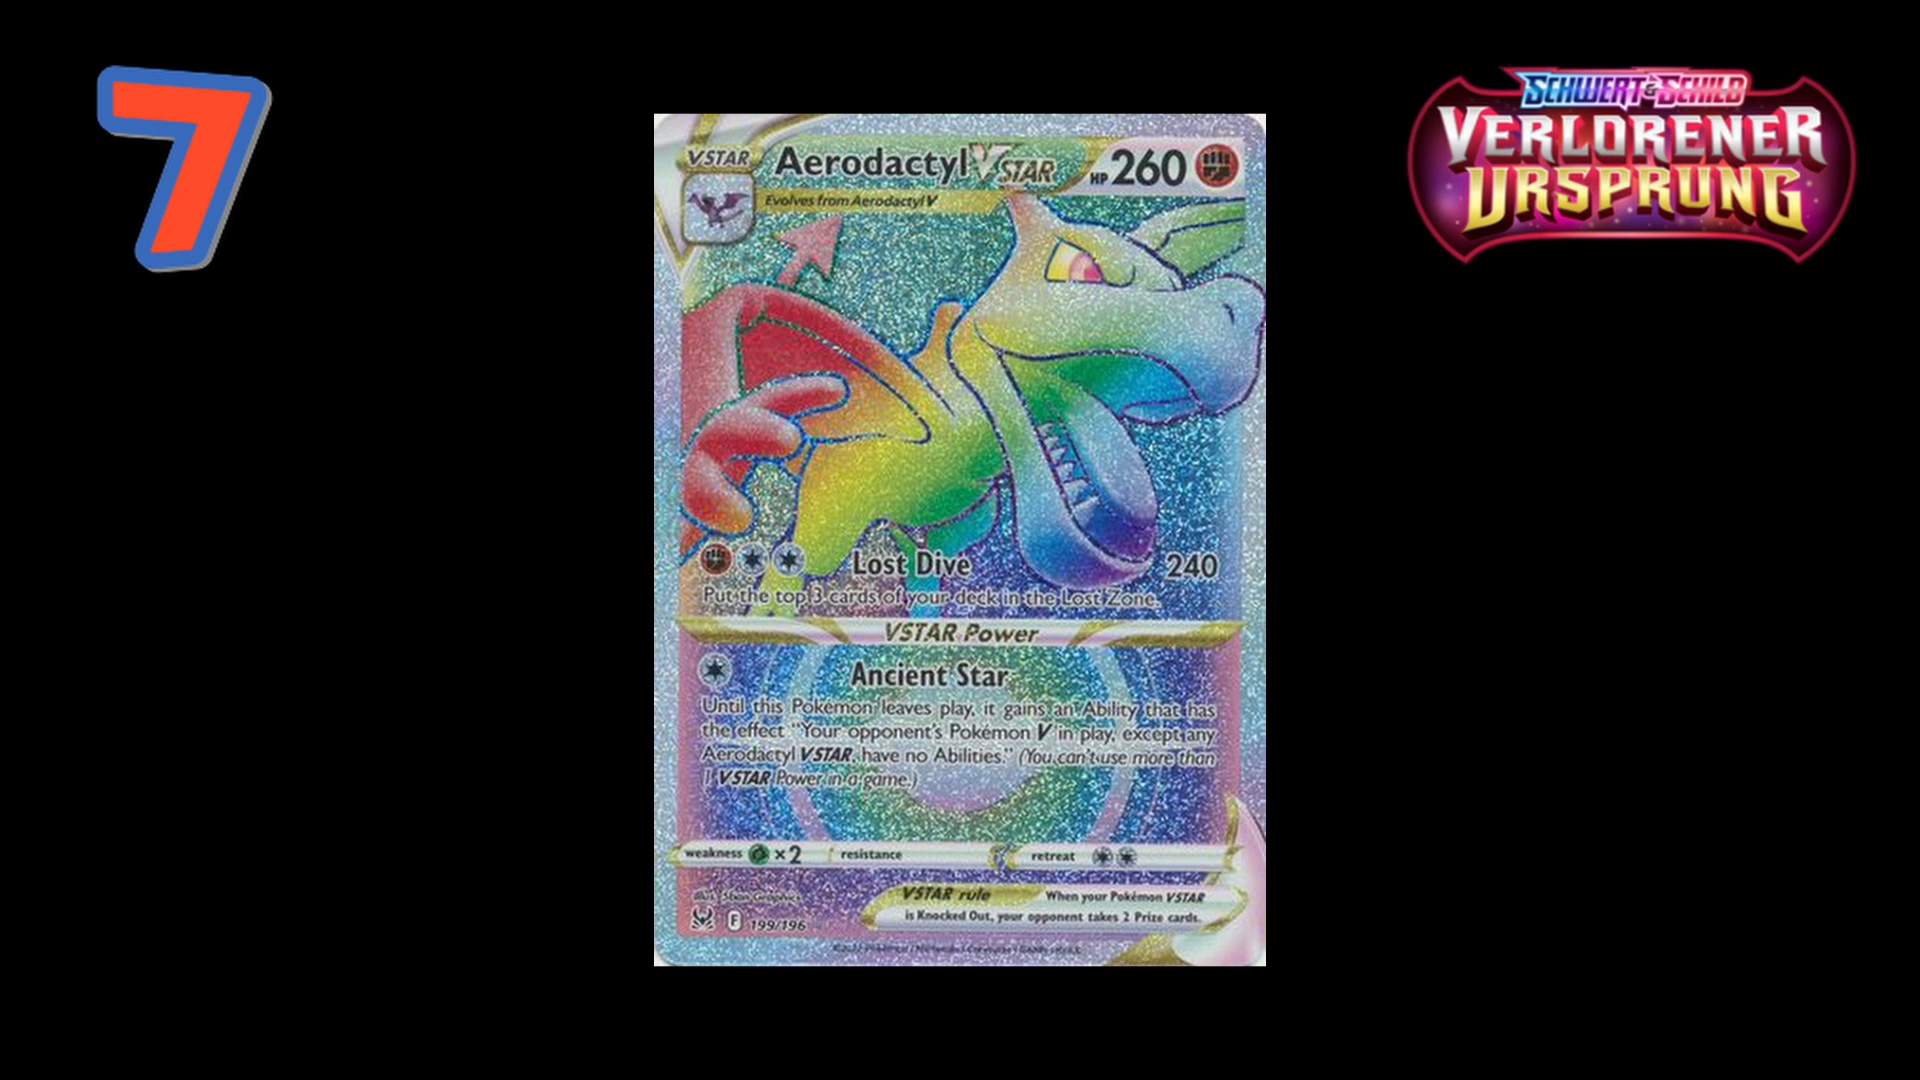 7
SCHWERT & SCHILD
VERLORENER
URSPRUNG
VSTAR
Aerodactyl VSTAR HP 260
Evolves from Aerodactyl V
Lost Dive 240
Put the top 3 cards of your deck in the Lost Zone.
VSTAR Power
Ancient Star
Until this Pokémon leaves play, it gains an Ability that has
the effect "Your opponent's Pokémon V in play, except any
Aerodactyl VSTAR, have no Abilities." (You can't use more than
1 VSTAR Power in a game.)
weakness ×2 resistance retreat
Illus. 5ban Graphics
VSTAR rule When your Pokémon VSTAR
is Knocked Out, your opponent takes 2 Prize cards.
F 199/196